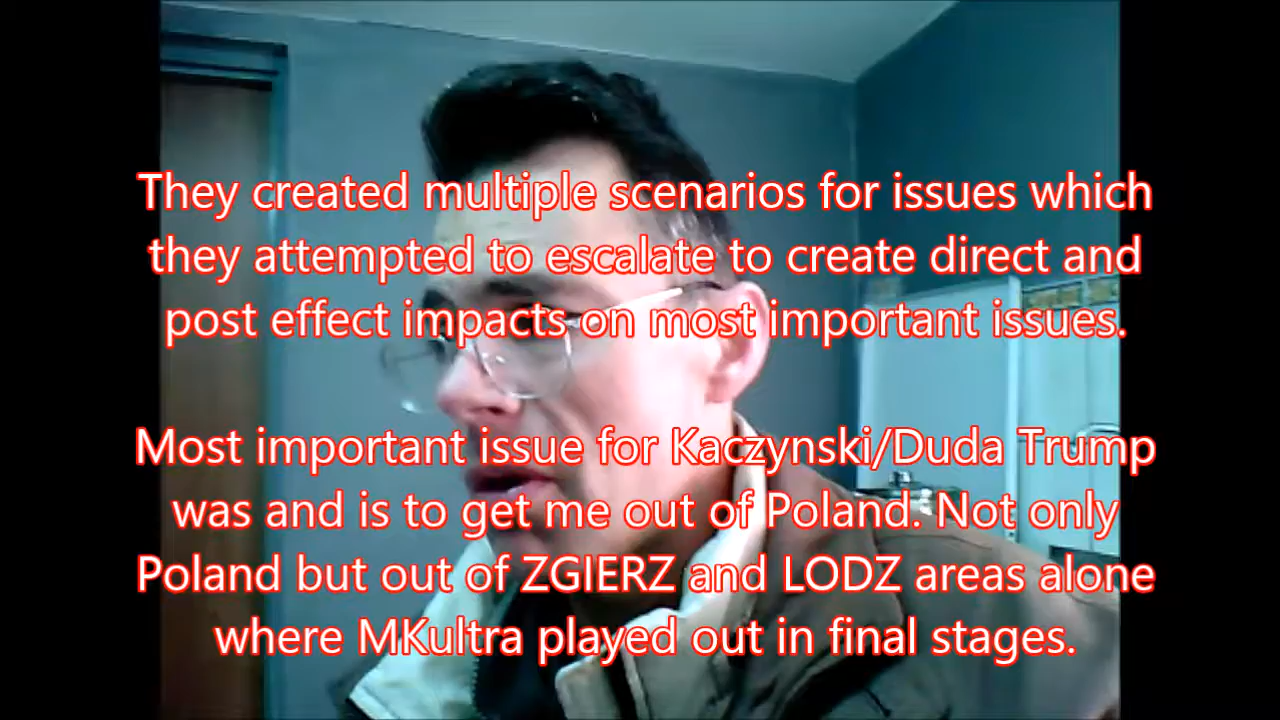 They created multiple scenarios for issues which
they attempted to escalate to create direct and
post effect impacts on most important issues.
Most important issue for Kaczynski/Duda Trump
was and is to get me out of Poland. Not only
Poland but out of ZGIERZ and LODZ areas alone
where MKultra played out in final stages.